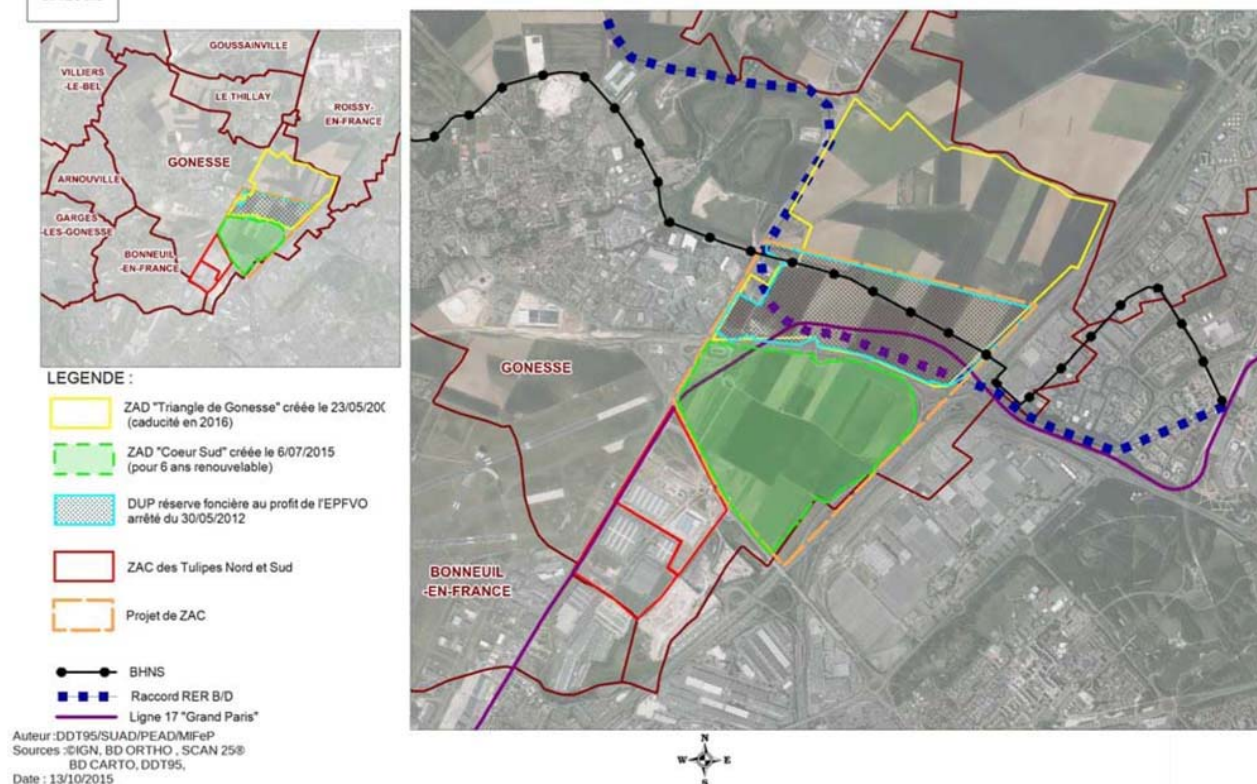 GOUSSAINVILLE
VILLIERS
-LE-BEL
LE THILLAY
ROISSY-
EN-FRANCE
GONESSE
ARNOUVILLE
GARGES
-LES-GONESSE
BONNEUIL
-EN-FRANCE
LEGENDE :
ZAD "Triangle de Gonesse" créée le 23/05/20
(caducité en 2016)
ZAD "Coeur Sud" créée le 6/07/2015
(pour 6 ans renouvelable)
DUP réserve foncière au profit de l'EPFVO
arrêté du 30/05/2012
ZAC des Tulipes Nord et Sud
Projet de ZAC
BHNS
Raccord RER B/D
Ligne 17 "Grand Paris"
Auteur :DDT95/SUAD/PEAD/MIFeP
Sources :©IGN, BD ORTHO , SCAN 25®
BD CARTO, DDT95,
Date : 13/10/2015
GONESSE
BONNEUIL
-EN-FRANCE
N
W E
S